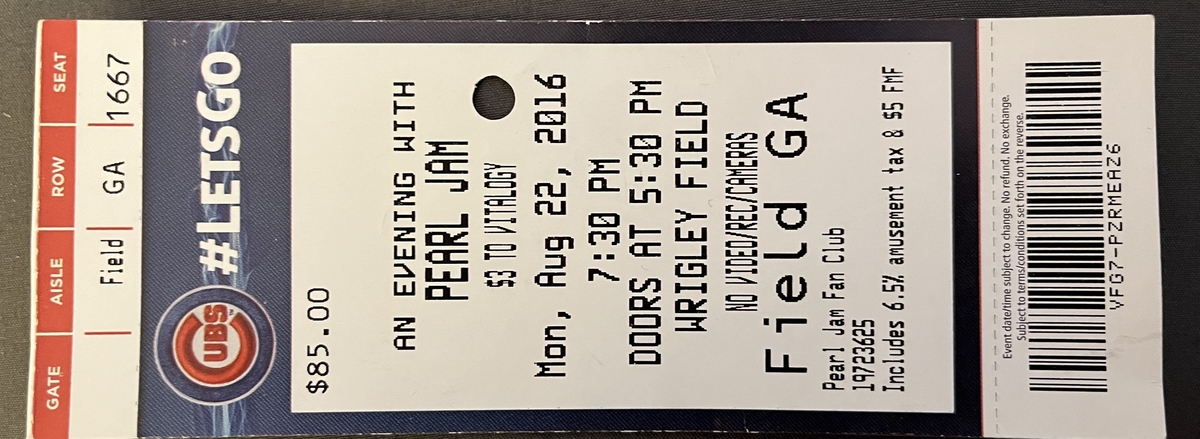 GATE AISLE ROW SEAT
Field GA 1667
#LETSGO
CUBS
$85.00
AN EVENING WITH
PEARL JAM
$3 TO VITALOGY
Mon, Aug 22, 2016
7:30 PM
DOORS AT 5:30 PM
WRIGLEY FIELD
NO VIDEO/REC/CAMERAS
Field GA
Pearl Jam Fan Club
19723625
Includes 6.5% amusement tax & $5 FMF
Event date/time subject to change. No refund. No exchange.
Subject to terms/conditions set forth on the reverse.
VFG7-PZRMEAZ6